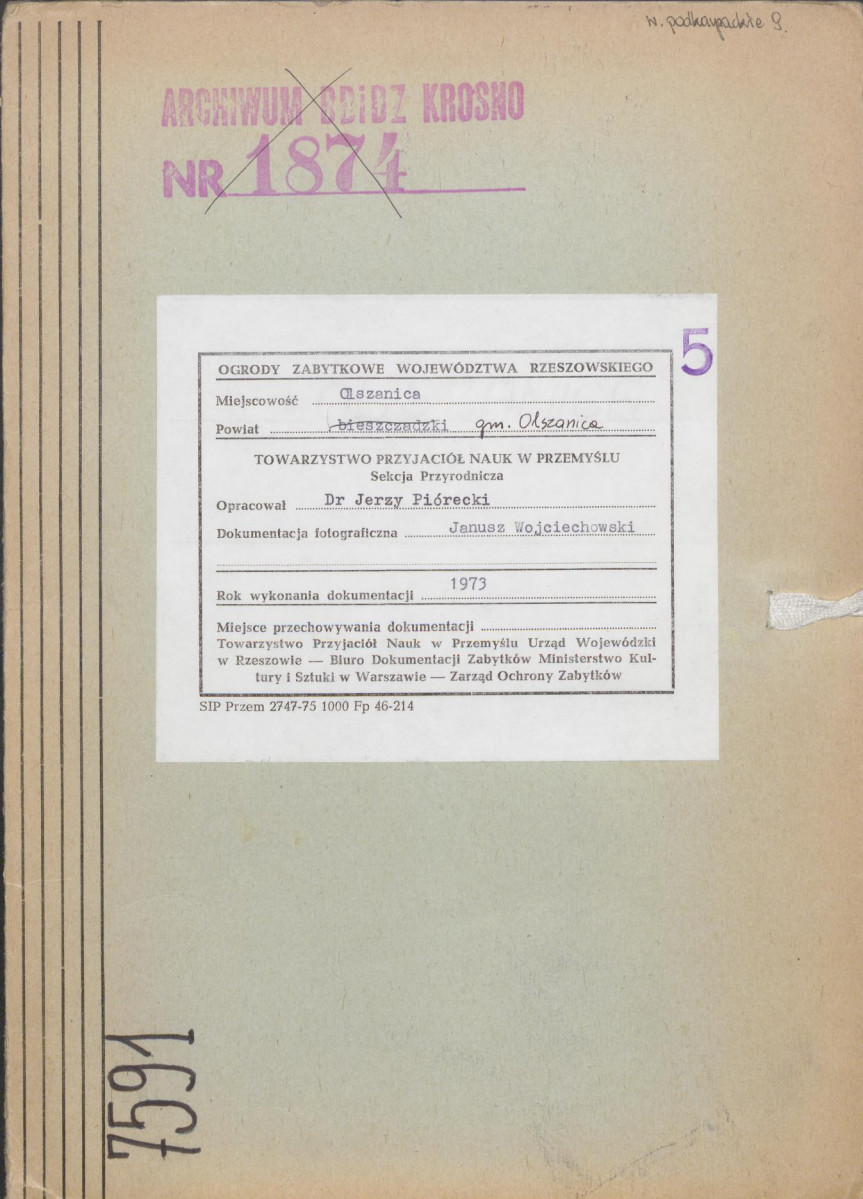 w. podkarpackie
ARCHIWUM BDiDZ KROSNO
NR 1874
5
OGRODY ZABYTKOWE WOJEWÓDZTWA RZESZOWSKIEGO
Miejscowość Olszanica
Powiat bieszczadzki gm. Olszanica
TOWARZYSTWO PRZYJACIÓŁ NAUK W PRZEMYŚLU
Sekcja Przyrodnicza
Opracował Dr Jerzy Piórecki
Dokumentacja fotograficzna Janusz Wojciechowski
Rok wykonania dokumentacji 1973
Miejsce przechowywania dokumentacji
Towarzystwo Przyjaciół Nauk w Przemyślu Urząd Wojewódzki
w Rzeszowie — Biuro Dokumentacji Zabytków Ministerstwo Kul-
tury i Sztuki w Warszawie — Zarząd Ochrony Zabytków
SIP Przem 2747-75 1000 Fp 46-214
7591